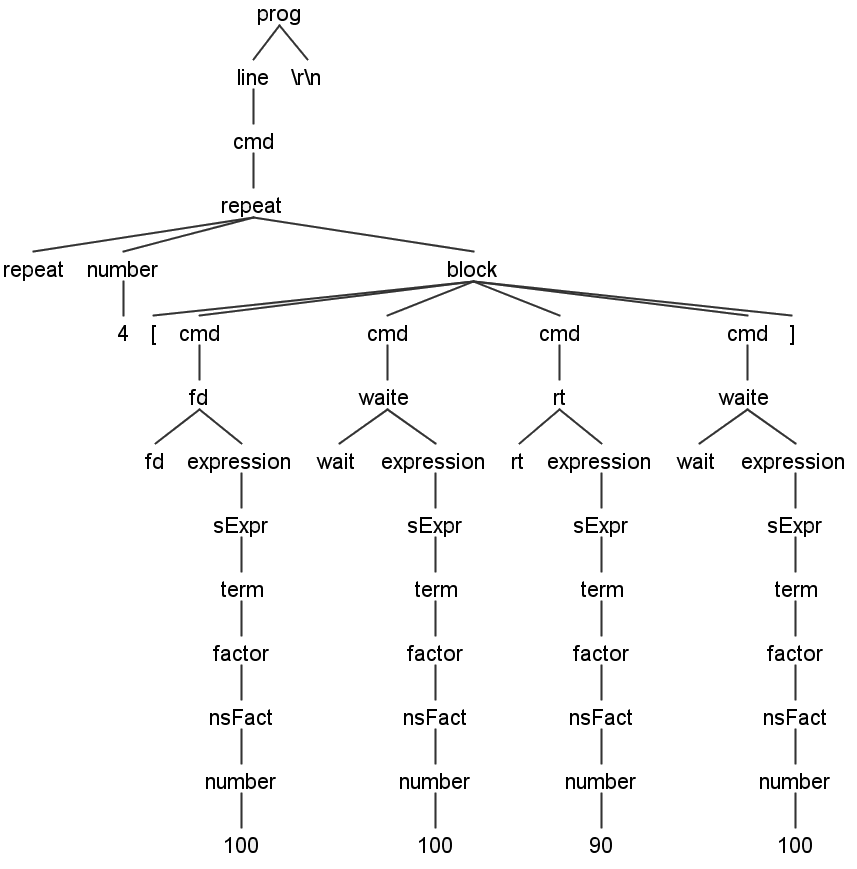 prog
line \r\n
cmd
repeat
repeat number block
4 [ cmd cmd cmd cmd ]
fd waite rt waite
fd expression wait expression rt expression wait expression
sExpr sExpr sExpr sExpr
term term term term
factor factor factor factor
nsFact nsFact nsFact nsFact
number number number number
100 100 90 100